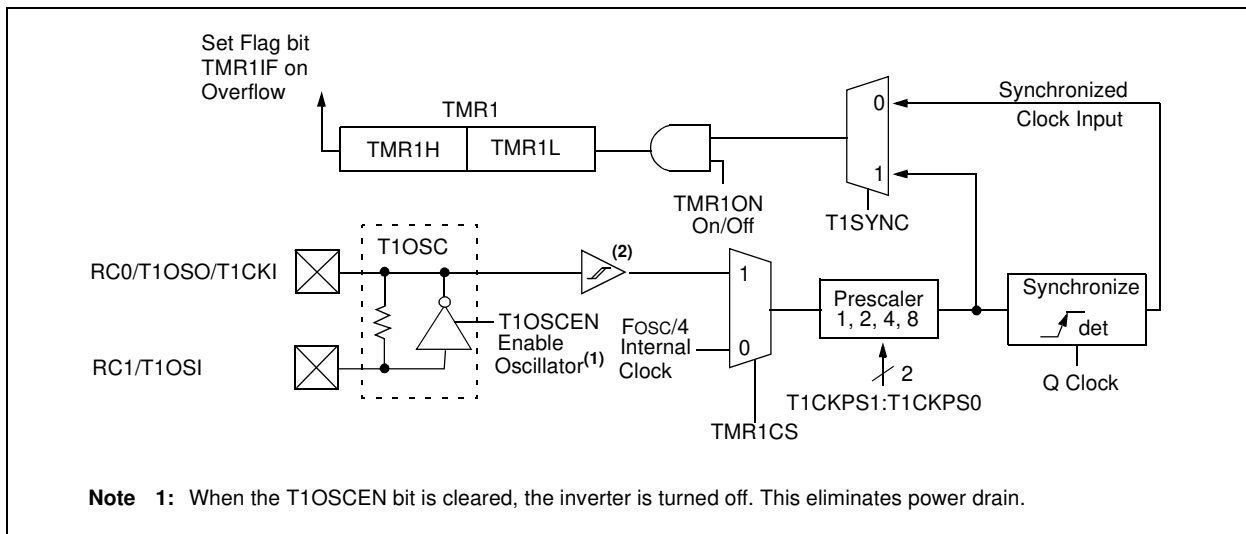 Set Flag bit
TMR1IF on
Overflow
TMR1
TMR1H
TMR1L
TMR1ON
On/Off
0
1
T1SYNC
Synchronized
Clock Input
T1OSC
RC0/T1OSO/T1CKI
RC1/T1OSI
T1OSCEN
Enable
Oscillator(1)
(2)
FOSC/4
Internal
Clock
1
0
TMR1CS
Prescaler
1, 2, 4, 8
2
T1CKPS1:T1CKPS0
Synchronize
det
Q Clock
Note 1: When the T1OSCEN bit is cleared, the inverter is turned off. This eliminates power drain.